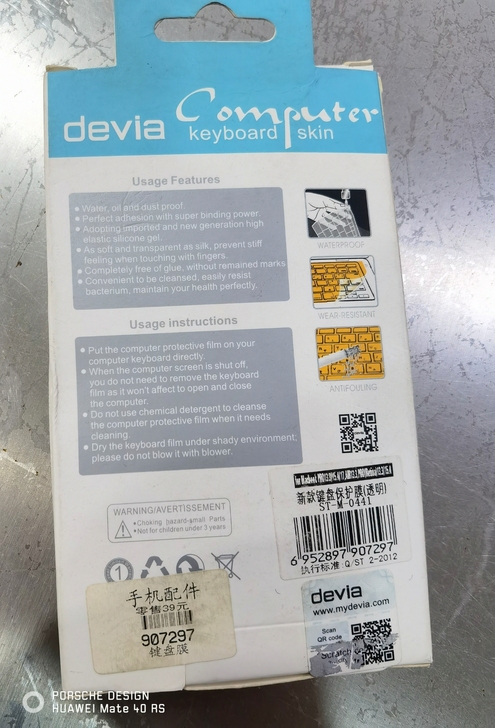 devia Computer
keyboard skin
Usage Features
Water, oil and dust proof.
Perfect adhesion with super binding power.
Adopting imported and new generation high
elastic silicone gel.
As soft and transparent as silk, prevent stiff
feeling when touching with fingers.
Completely free of glue, without remained marks
Convenient to be cleansed, easily resist
bacterium, maintain your health perfectly.
WATERPROOF
WEAR-RESISTANT
ANTIFOULING
Usage instructions
Put the computer protective film on your
computer keyboard directly.
When the computer screen is shut off,
you do not need to remove the keyboard
film as it won't affect to open and close
the computer.
Do not use chemical detergent to cleanse
the computer protective film when it needs
cleaning.
Dry the keyboard film under shady environment;
please do not blow it with blower.
新款键盘保护膜(透明)
ST-M-0441
6 952897 907297
执行标准 Q/ST 2-2012
WARNING/AVERTISSEMENT
Choking hazard-small Parts
Not for children under 3 years
1
手机配件
零售39元
907297
键盘膜
devia
www.mydevia.com
Scan
QR code
Scratch
PORSCHE DESIGN
HUAWEI Mate 40 RS